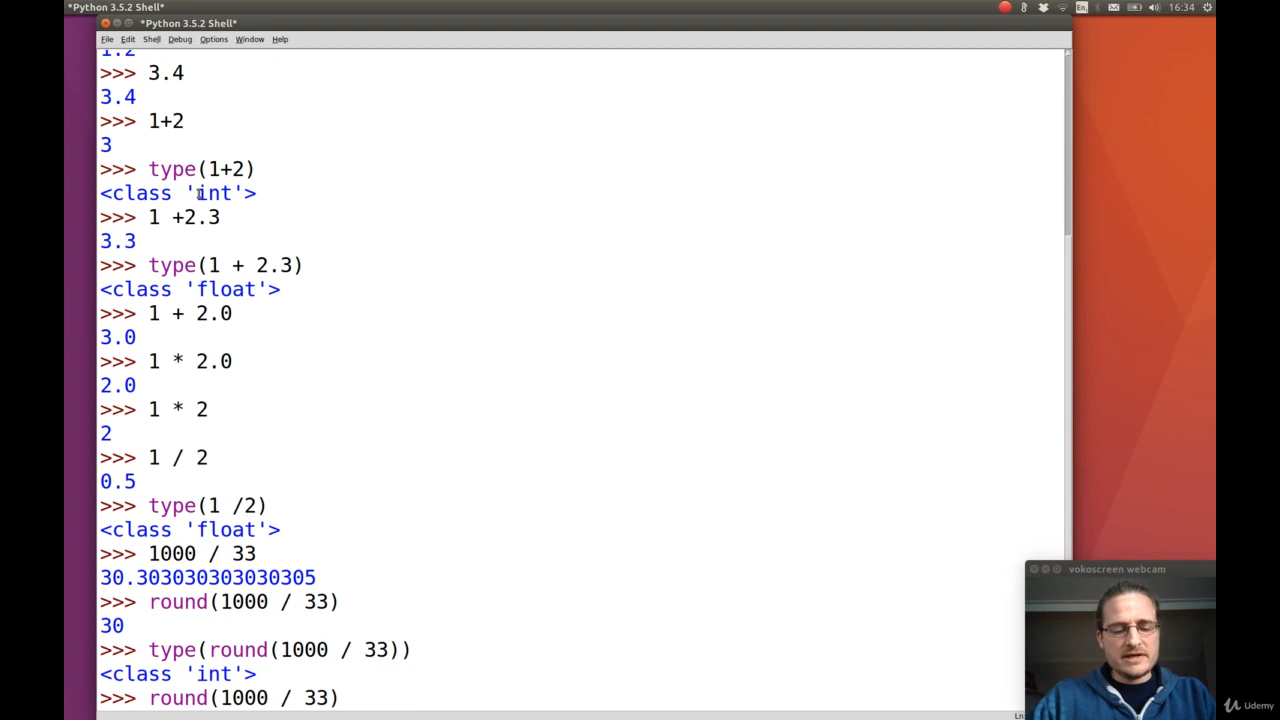 *Python 3.5.2 Shell*
En
16:34
*Python 3.5.2 Shell*
File Edit Shell Debug Options Window Help
1.2
>>> 3.4
3.4
>>> 1+2
3
>>> type(1+2)
<class 'int'>
>>> 1 +2.3
3.3
>>> type(1 + 2.3)
<class 'float'>
>>> 1 + 2.0
3.0
>>> 1 * 2.0
2.0
>>> 1 * 2
2
>>> 1 / 2
0.5
>>> type(1 /2)
<class 'float'>
>>> 1000 / 33
30.303030303030305
>>> round(1000 / 33)
30
>>> type(round(1000 / 33))
<class 'int'>
>>> round(1000 / 33)
Ln
vokoscreen webcam
Udemy